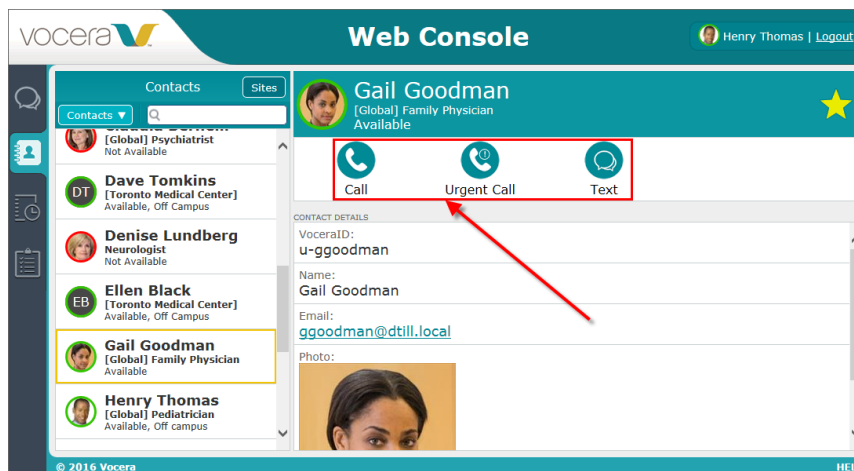 vocera
Web Console
Henry Thomas | Logout
Contacts
Sites
Contacts ▼
[Global] Psychiatrist
Not Available
DT
Dave Tomkins
[Toronto Medical Center]
Available, Off Campus
Denise Lundberg
Neurologist
Not Available
EB
Ellen Black
[Toronto Medical Center]
Available, Off Campus
Gail Goodman
[Global] Family Physician
Available
Henry Thomas
[Global] Pediatrician
Available, Off campus
Gail Goodman
[Global] Family Physician
Available
Call
Urgent Call
Text
CONTACT DETAILS
VoceraID:
u-ggoodman
Name:
Gail Goodman
Email:
ggoodman@dtill.local
Photo:
© 2016 Vocera